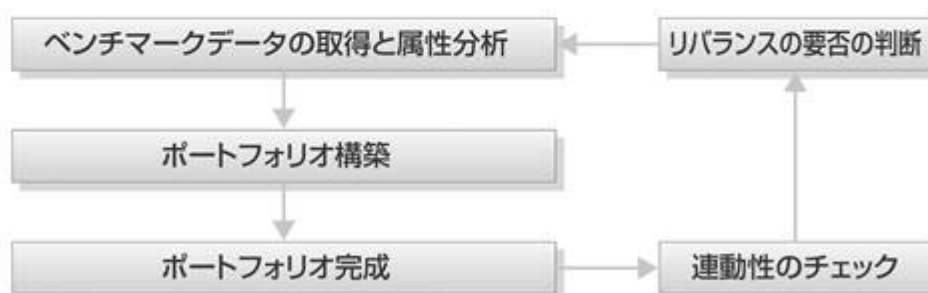 ベンチマークデータの取得と属性分析
リバランスの要否の判断
ポートフォリオ構築
ポートフォリオ完成
連動性のチェック